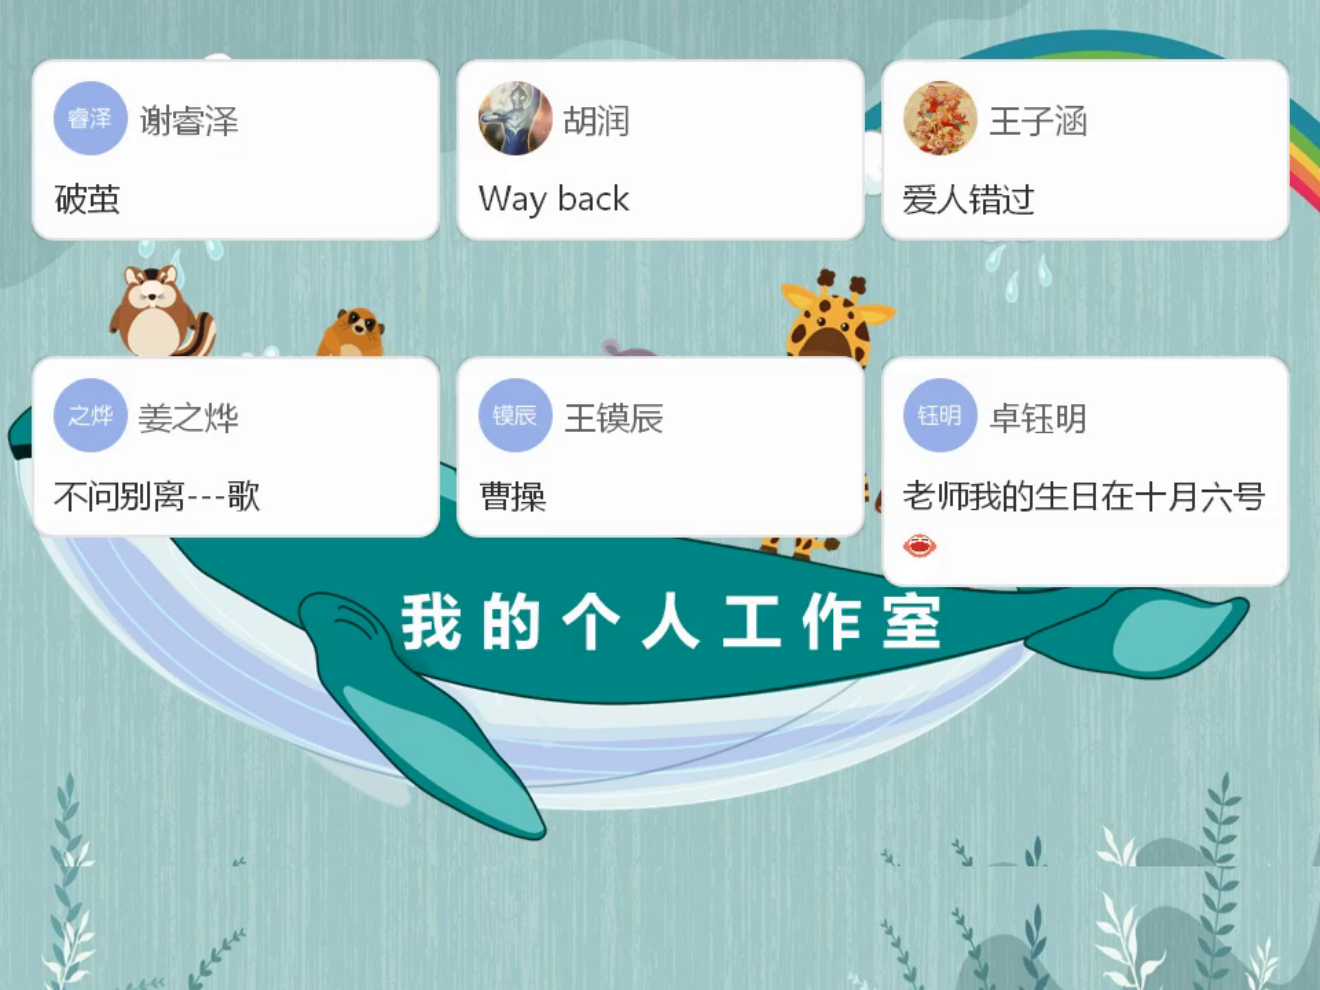 睿泽 谢睿泽
破茧
胡润
Way back
王子涵
爱人错过
之烨 姜之烨
不问别离---歌
镆辰 王镆辰
曹操
钰明 卓钰明
老师我的生日在十月六号
我的个人工作室